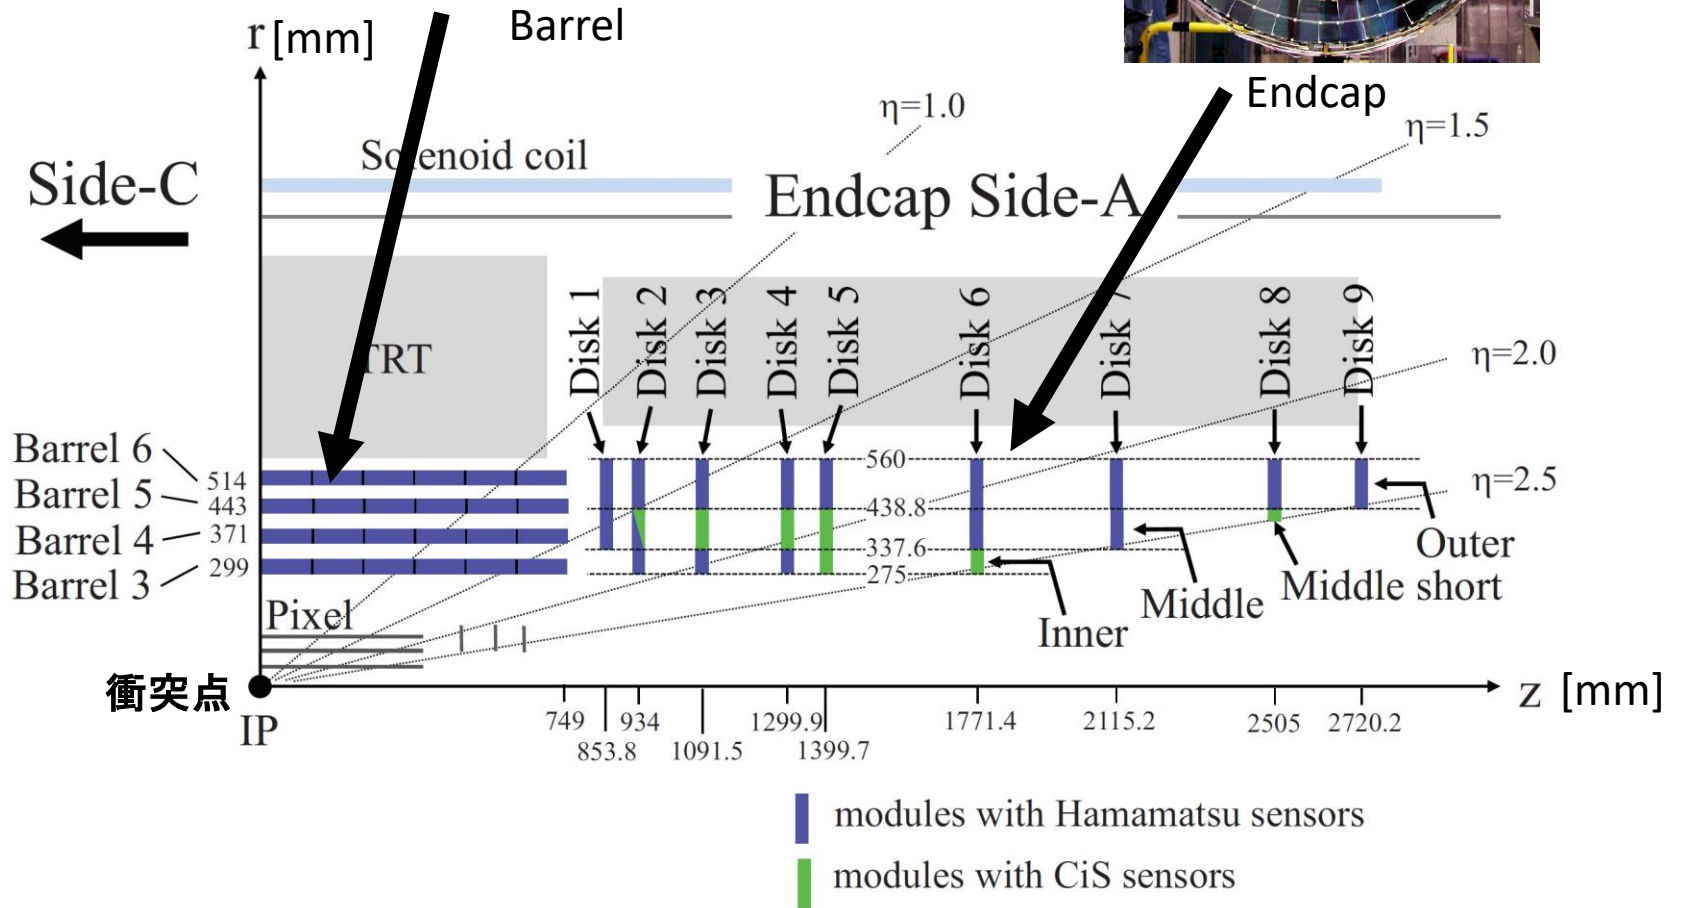 Barrel
r [mm]
Endcap
η=1.0
η=1.5
Solenoid coil
Side-C
Endcap Side-A
Disk 1
Disk 2
Disk 3
Disk 4
Disk 5
Disk 6
Disk 7
Disk 8
Disk 9
TRT
η=2.0
Barrel 6
514
Barrel 5
443
Barrel 4
371
Barrel 3
299
560
438.8
337.6
275
η=2.5
Outer
Middle short
Middle
Inner
Pixel
衝突点
IP
z [mm]
749
853.8
934
1091.5
1299.9
1399.7
1771.4
2115.2
2505
2720.2
modules with Hamamatsu sensors
modules with CiS sensors